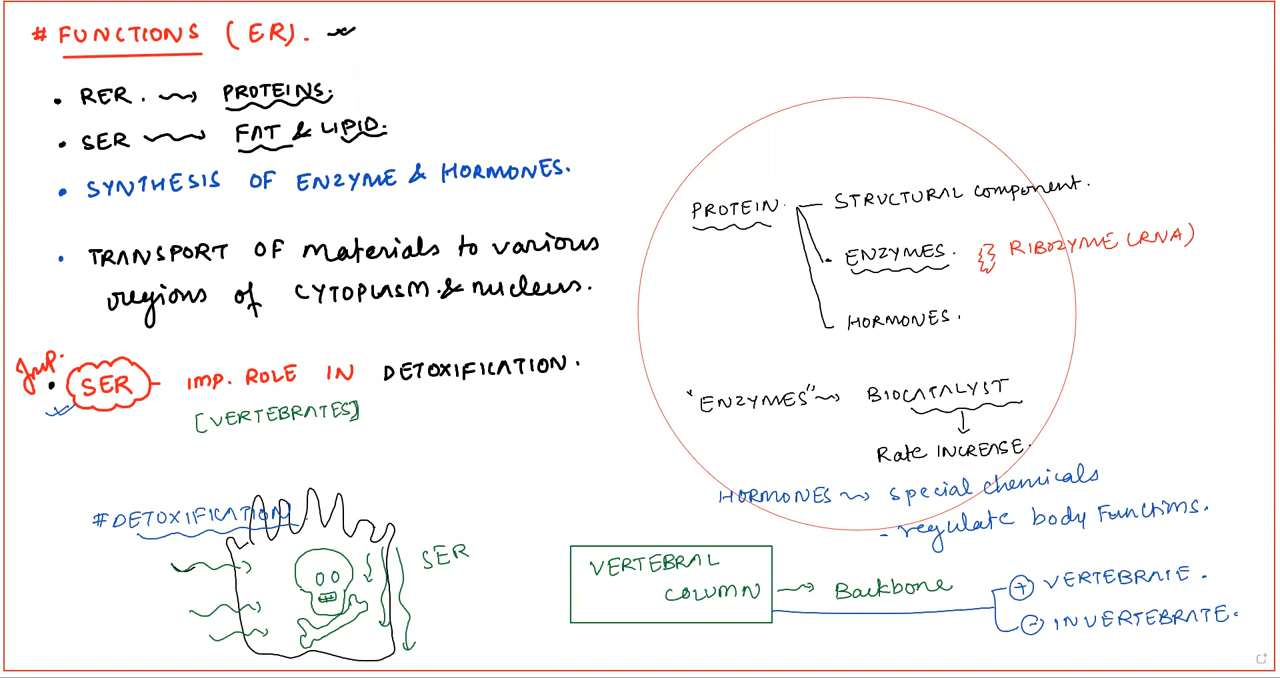 # FUNCTIONS (ER).
• RER. → PROTEINS.
• SER → FAT & LIPID.
• SYNTHESIS OF ENZYME & HORMONES.
• TRANSPORT OF materials to various
regions of CYTOPLASM & nucleus.
Imp.
• SER - IMP. ROLE IN DETOXIFICATION.
[VERTEBRATES]
# DETOXIFICATION
SER
PROTEIN. — STRUCTURAL component.
ENZYMES. RIBOZYME (RNA)
HORMONES.
"ENZYMES" → BIOCATALYST
↓
Rate INCREASE.
HORMONES → special chemicals
- regulate body Functions.
VERTEBRAL
COLUMN → Backbone
+ VERTEBRATE.
- INVERTEBRATE.